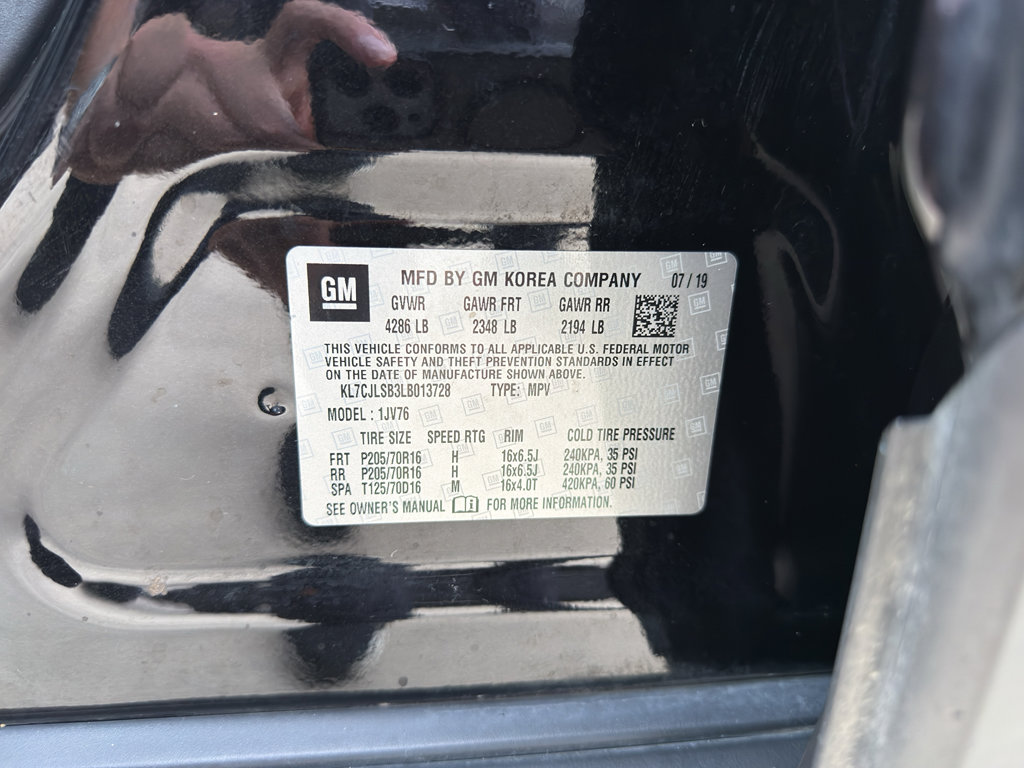 GM MFD BY GM KOREA COMPANY 07/19
GVWR GAWR FRT GAWR RR
4286 LB 2348 LB 2194 LB
THIS VEHICLE CONFORMS TO ALL APPLICABLE U.S. FEDERAL MOTOR
VEHICLE SAFETY AND THEFT PREVENTION STANDARDS IN EFFECT
ON THE DATE OF MANUFACTURE SHOWN ABOVE.
KL7CJLSB3LB013728 TYPE: MPV
MODEL : 1JV76
TIRE SIZE SPEED RTG RIM COLD TIRE PRESSURE
FRT P205/70R16 H 16x6.5J 240KPA, 35 PSI
RR P205/70R16 H 16x6.5J 240KPA, 35 PSI
SPA T125/70D16 M 16x4.0T 420KPA, 60 PSI
SEE OWNER'S MANUAL FOR MORE INFORMATION.